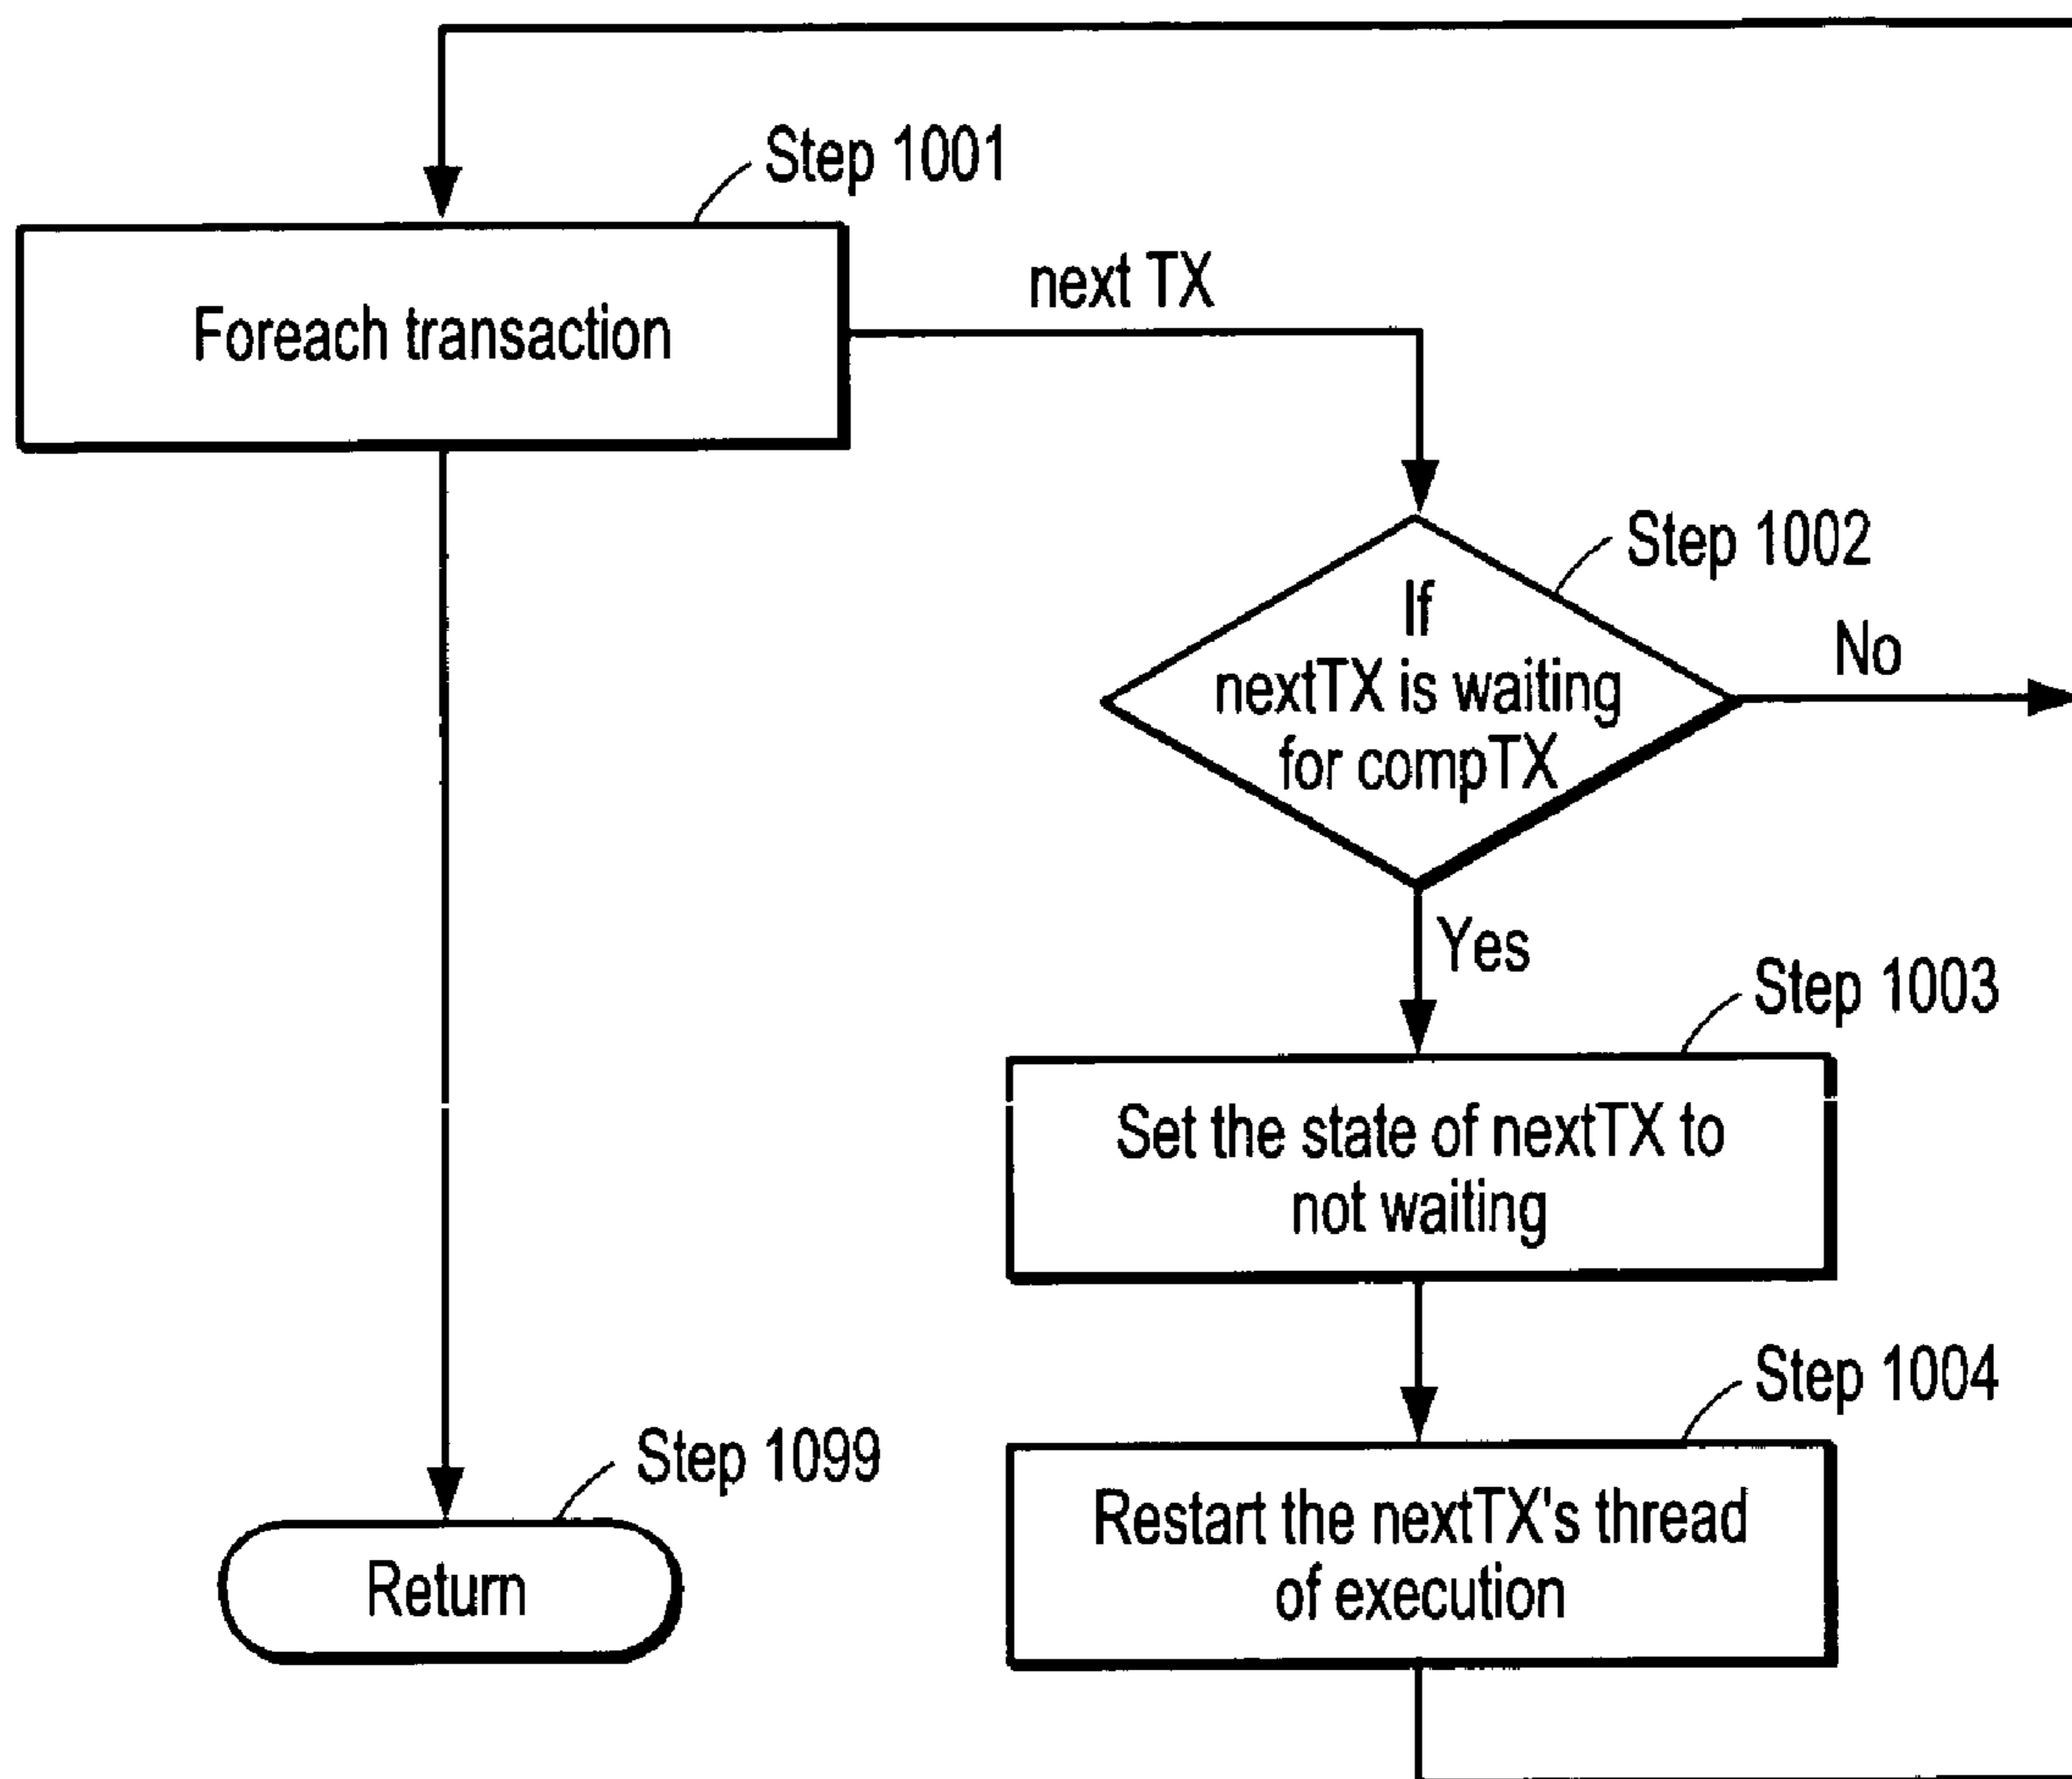 Step 1001
Foreach transaction
next TX
Step 1002
If
nextTX is waiting
for compTX
No
Yes
Step 1003
Set the state of nextTX to
not waiting
Step 1004
Restart the nextTX's thread
of execution
Step 1099
Return